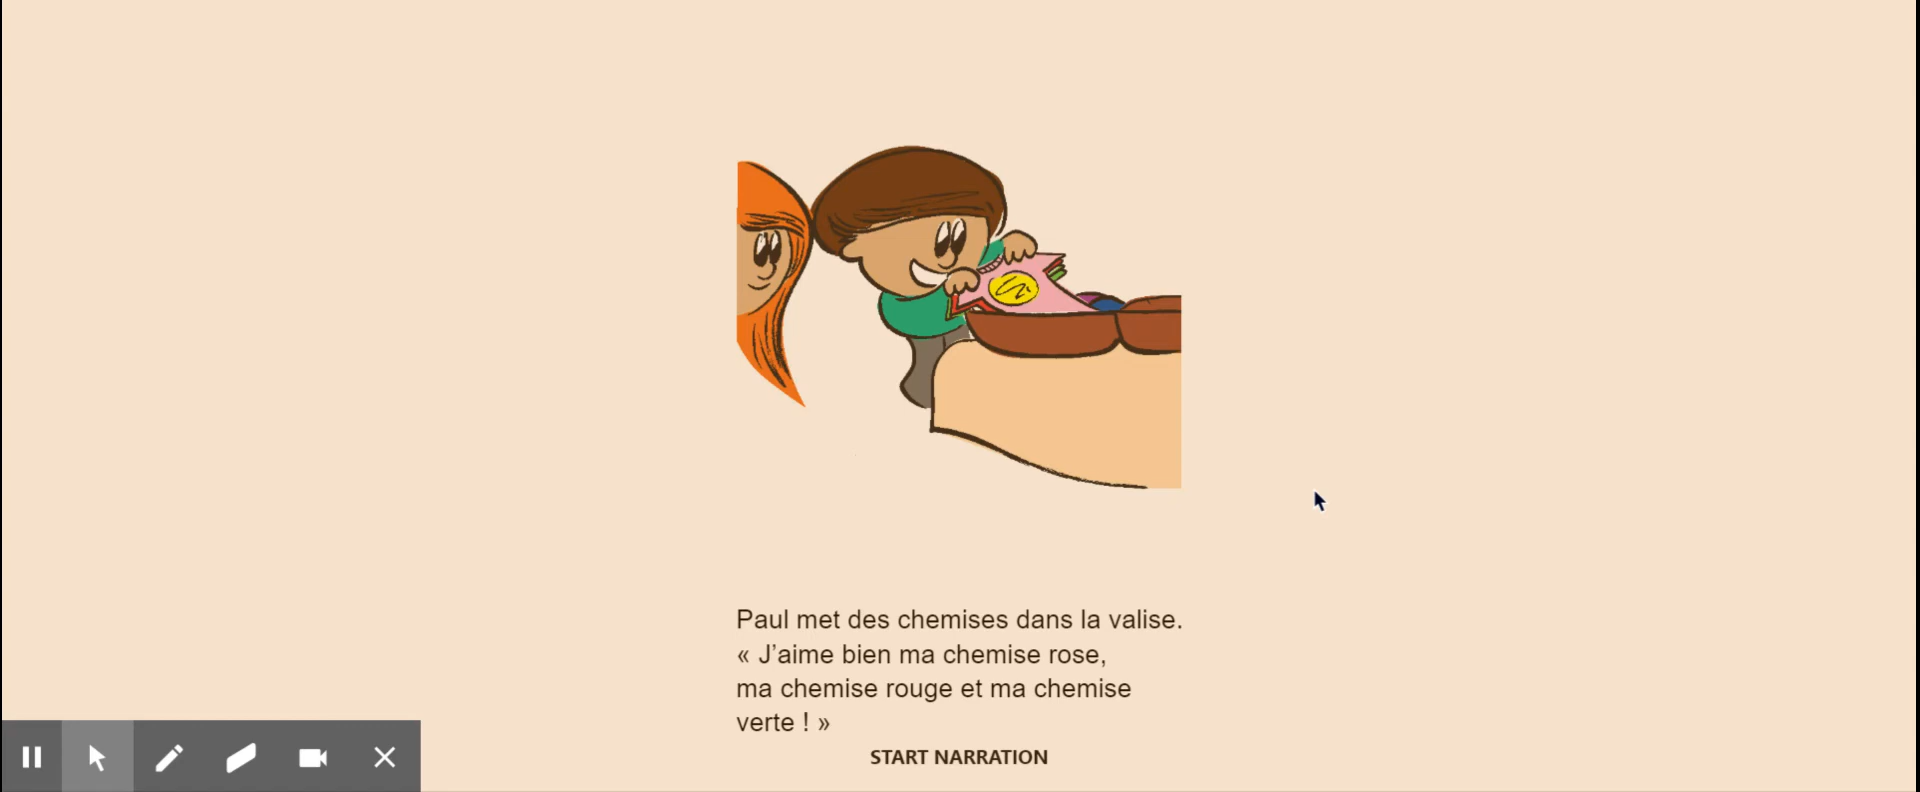 Paul met des chemises dans la valise.
« J’aime bien ma chemise rose,
ma chemise rouge et ma chemise
verte ! »
START NARRATION